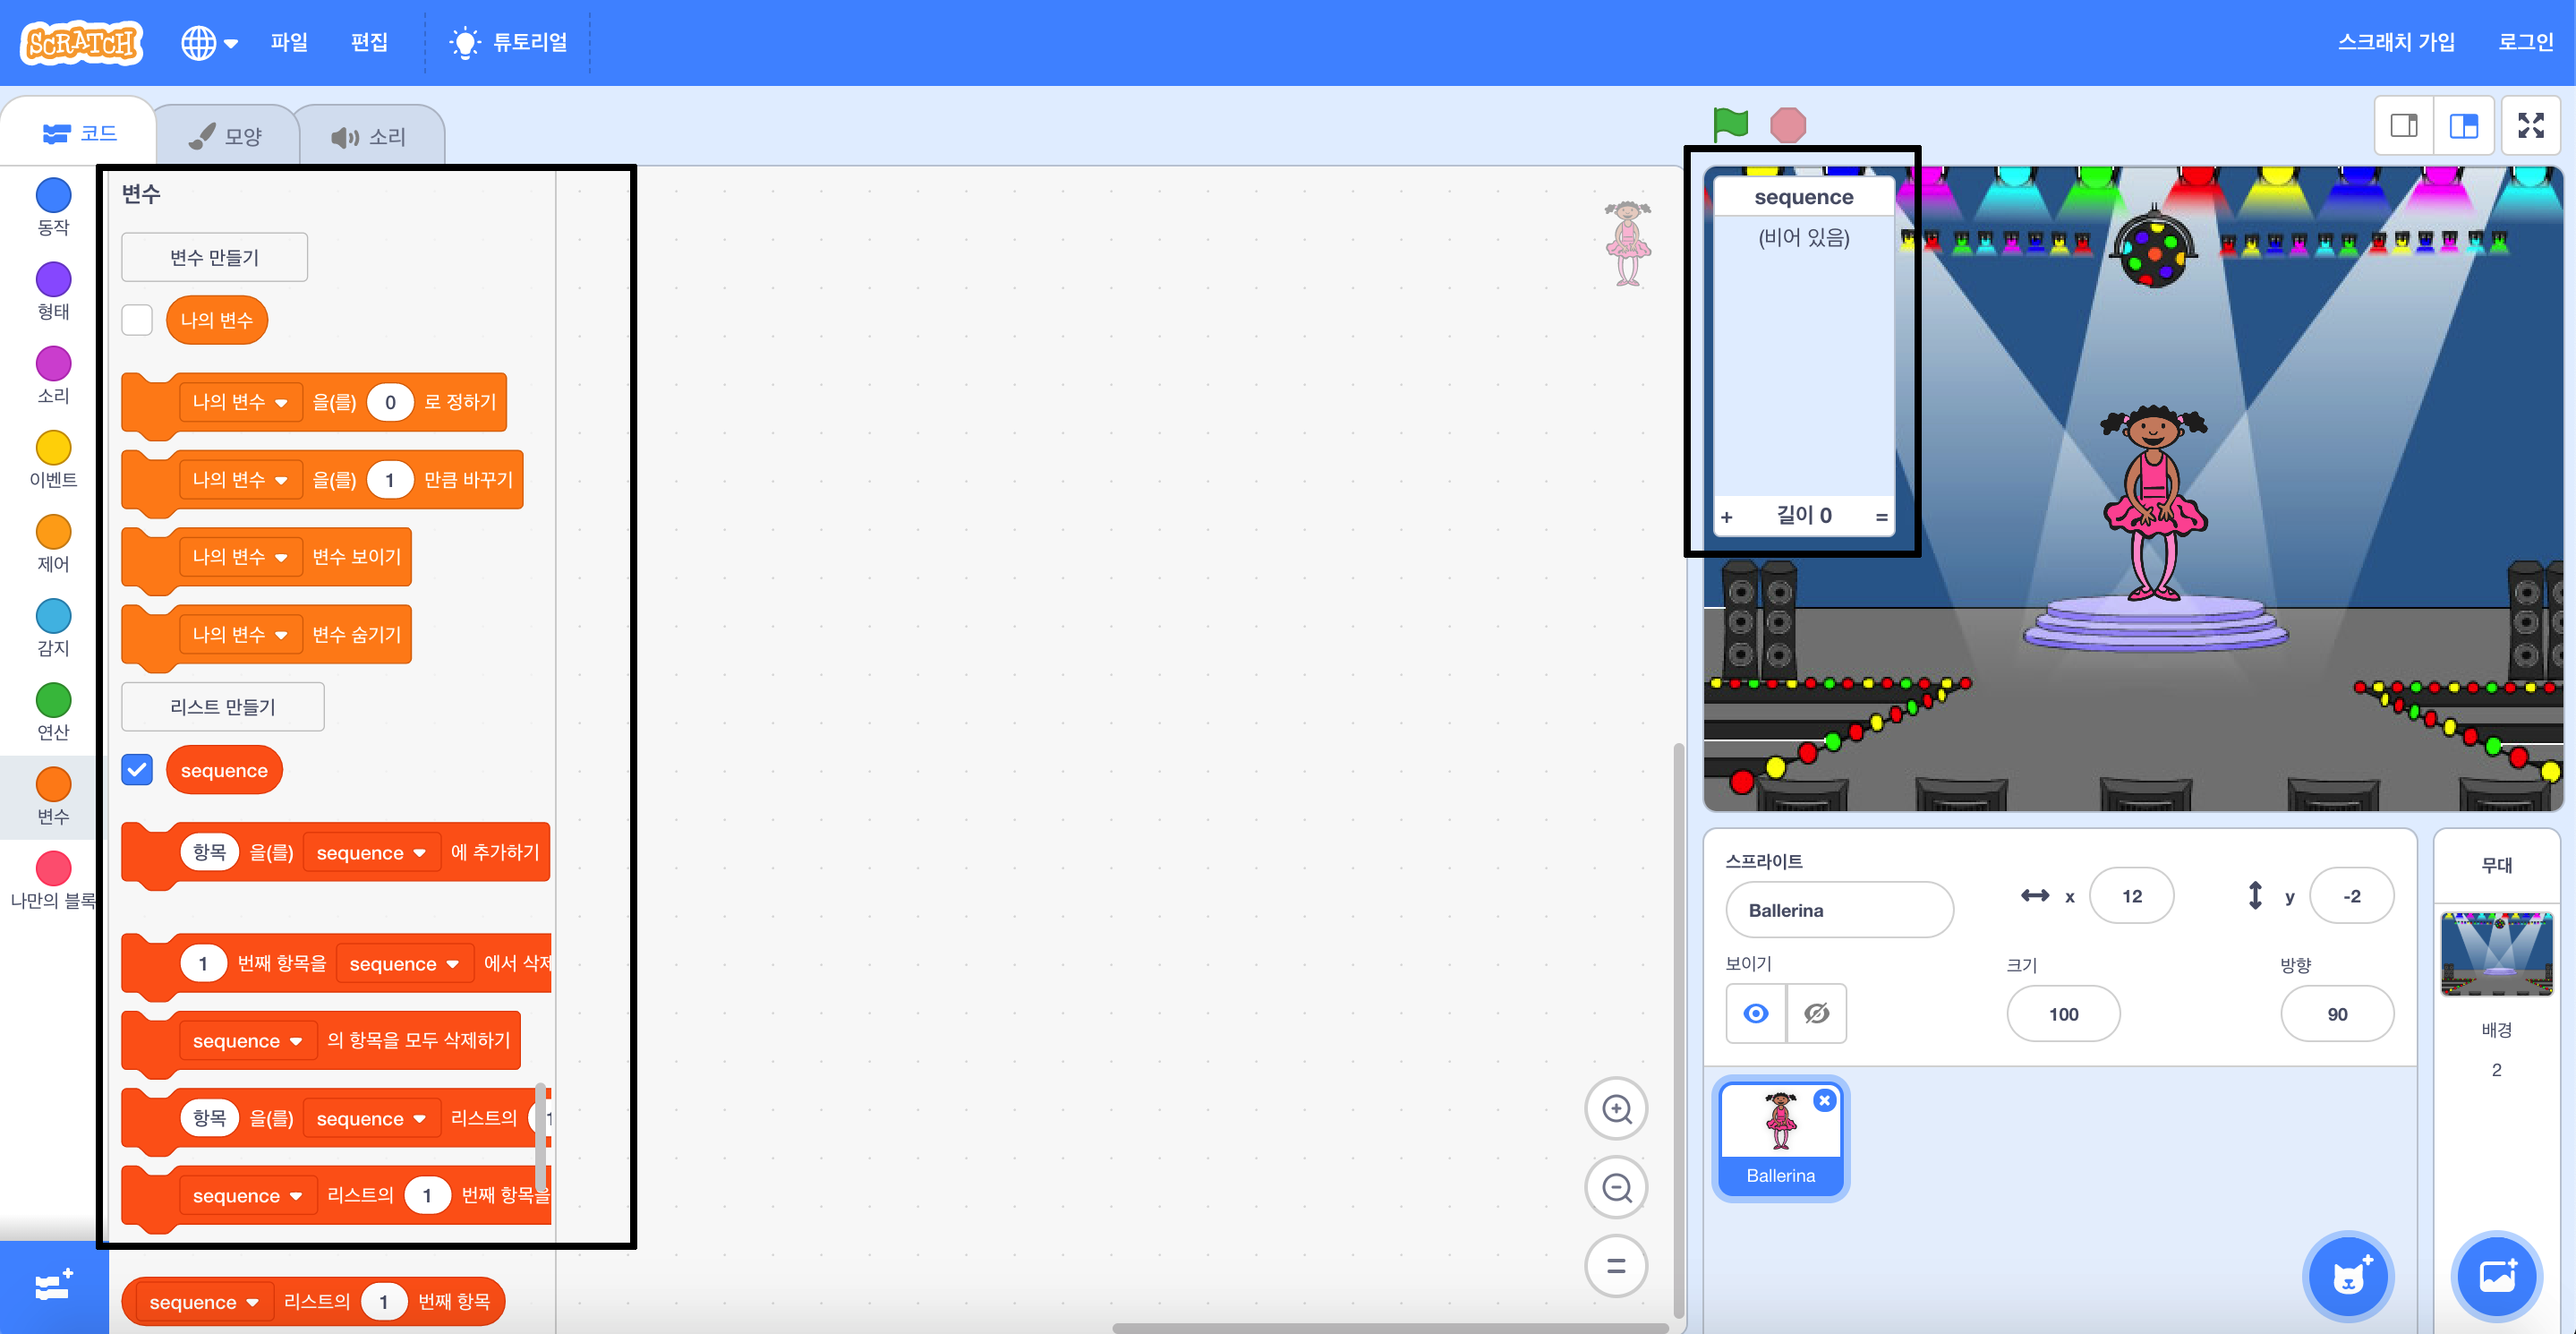 SCRATCH 파일 편집 튜토리얼 스크래치 가입 로그인
코드 모양 소리
동작
형태
소리
이벤트
제어
감지
연산
변수
나만의 블록
변수
변수 만들기
나의 변수
나의 변수 을(를) 0 로 정하기
나의 변수 을(를) 1 만큼 바꾸기
나의 변수 변수 보이기
나의 변수 변수 숨기기
리스트 만들기
sequence
항목 을(를) sequence 에 추가하기
1 번째 항목을 sequence 에서 삭제
sequence 의 항목을 모두 삭제하기
항목 을(를) sequence 리스트의 1
sequence 리스트의 1 번째 항목을
sequence 리스트의 1 번째 항목
sequence
(비어 있음)
+ 길이 0 =
스프라이트
Ballerina x 12 y -2
보이기 크기 방향
100 90
Ballerina
무대
배경
2